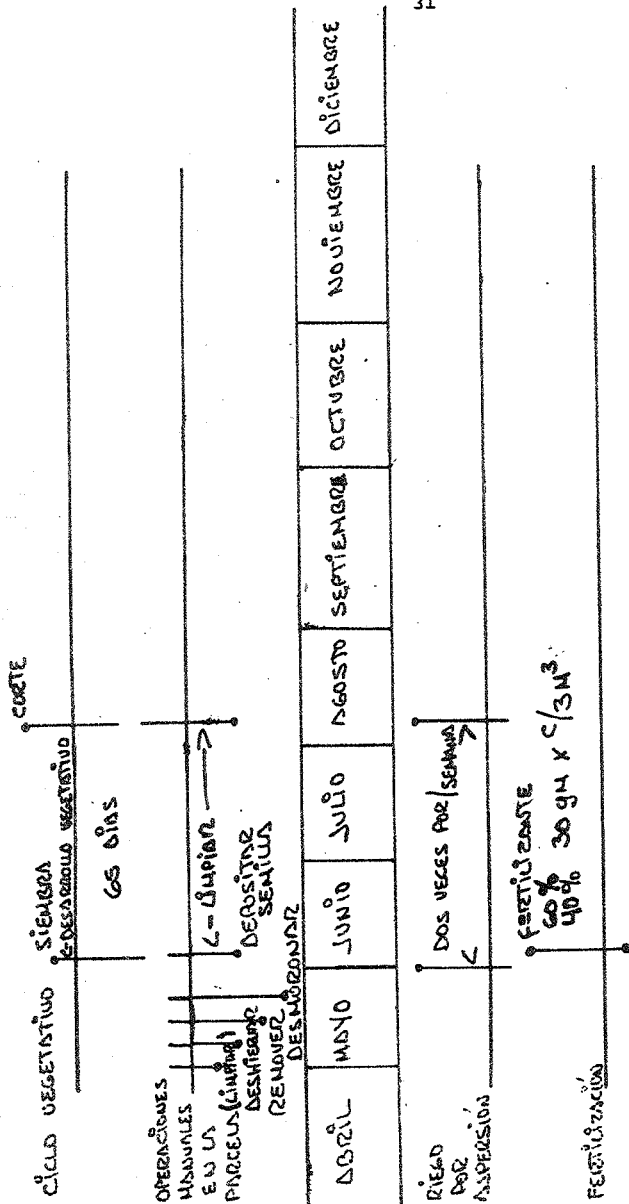 31
CICLO VEGETATIVO
SIEMBRA
<-DESARROLLO VEGETATIVO
65 DIAS
CORTE
OPERACIONES
MANUALES
EN LA
PARCELA (LIMPIAR)
DESHIERBAR
REMOVER
DESMORONAR
<- LIMPIAR ->
DEPOSITAR
SEMILLA
ABRIL MAYO JUNIO JULIO AGOSTO SEPTIEMBRE OCTUBRE NOVIEMBRE DICIEMBRE
RIEGO
POR
ASPERSIÓN
< DOS VECES POR/SEMANA >
FERTILIZACIÓN
FERTILIZANTE
60%
40% 30 gM X C/3M³